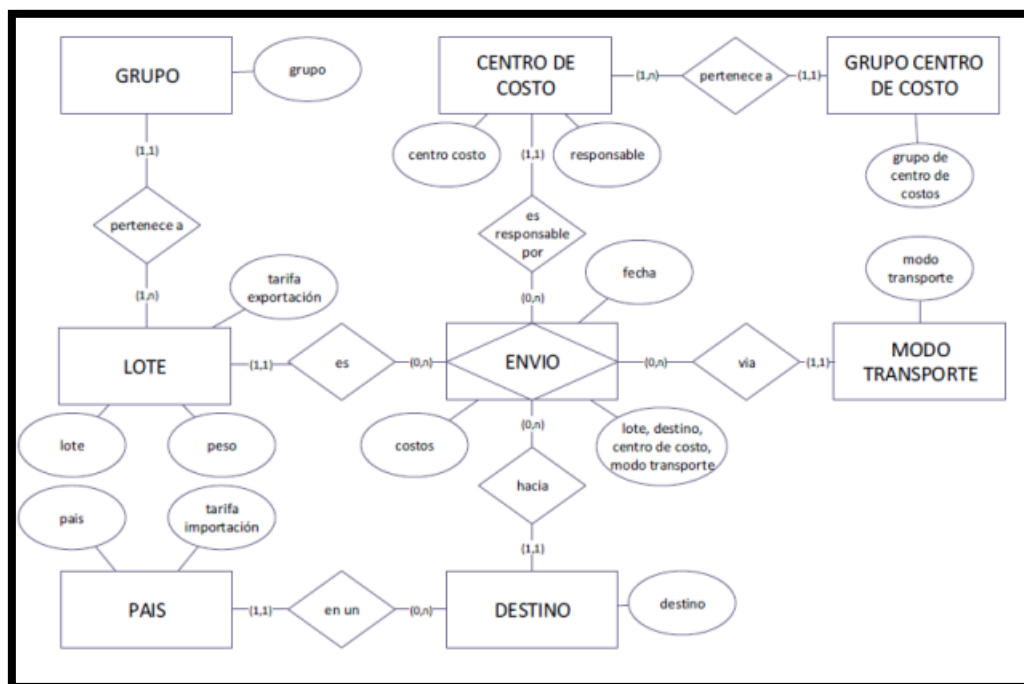 GRUPO
grupo
CENTRO DE
COSTO
(1,n)
pertenece a
(1,1)
GRUPO CENTRO
DE COSTO
centro costo
(1,1)
responsable
grupo de
centro de
costos
(1,1)
pertenece a
(1,n)
es
responsable
por
(0,n)
fecha
modo
transporte
tarifa
exportación
LOTE
(1,1)
es
(0,n)
ENVIO
(0,n)
via
(1,1)
MODO
TRANSPORTE
lote
peso
costos
(0,n)
lote, destino,
centro de costo,
modo transporte
hacia
(1,1)
pais
tarifa
importación
PAIS
(1,1)
en un
(0,n)
DESTINO
destino